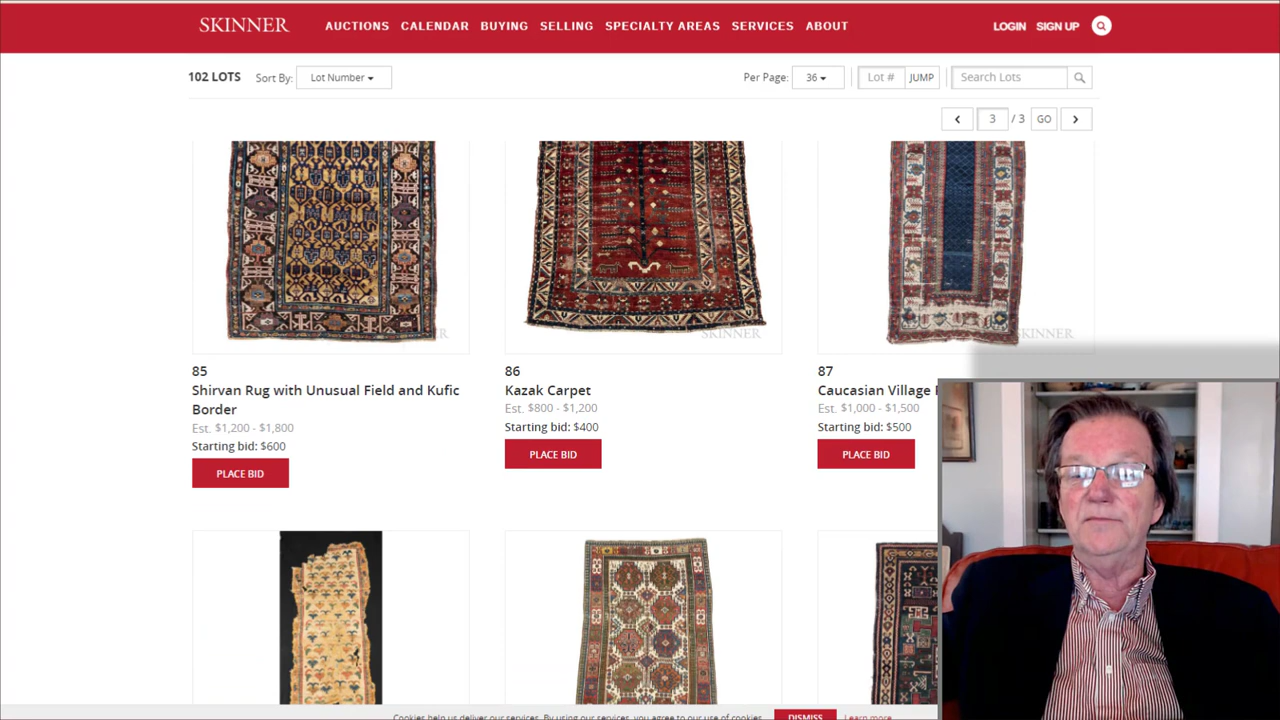 SKINNER AUCTIONS CALENDAR BUYING SELLING SPECIALTY AREAS SERVICES ABOUT LOGIN SIGN UP
102 LOTS Sort By: Lot Number Per Page: 36 Lot # JUMP Search Lots
3 / 3 GO
SKINNER
85
Shirvan Rug with Unusual Field and Kufic
Border
Est. $1,200 - $1,800
Starting bid: $600
PLACE BID
86
Kazak Carpet
Est. $800 - $1,200
Starting bid: $400
PLACE BID
SKINNER
87
Caucasian Village
Est. $1,000 - $1,500
Starting bid: $500
PLACE BID
Cookies help us deliver our services. By using our services, you agree to our use of cookies. DISMISS Learn more